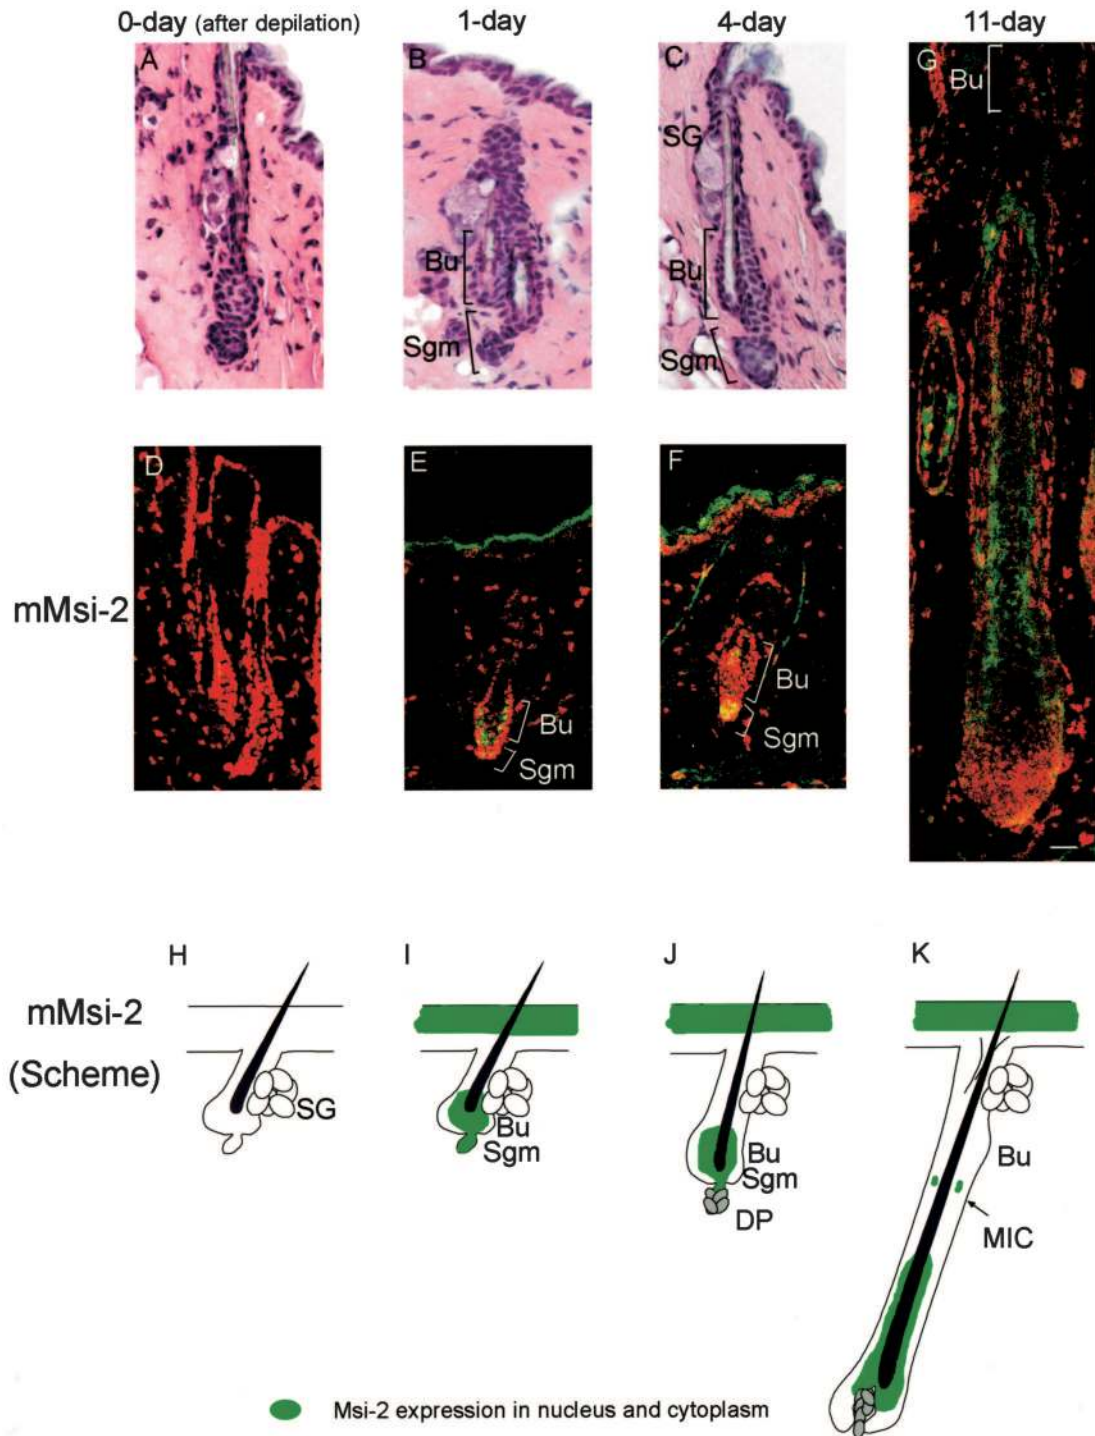 0-day (after depilation) 1-day 4-day 11-day
A B C G
Bu
SG
Bu Bu
Sgm Sgm
D E F
mMsi-2
Bu Bu
Sgm Sgm
H I J K
mMsi-2
(Scheme)
SG Bu Bu Bu
Sgm Sgm
DP MIC
Msi-2 expression in nucleus and cytoplasm